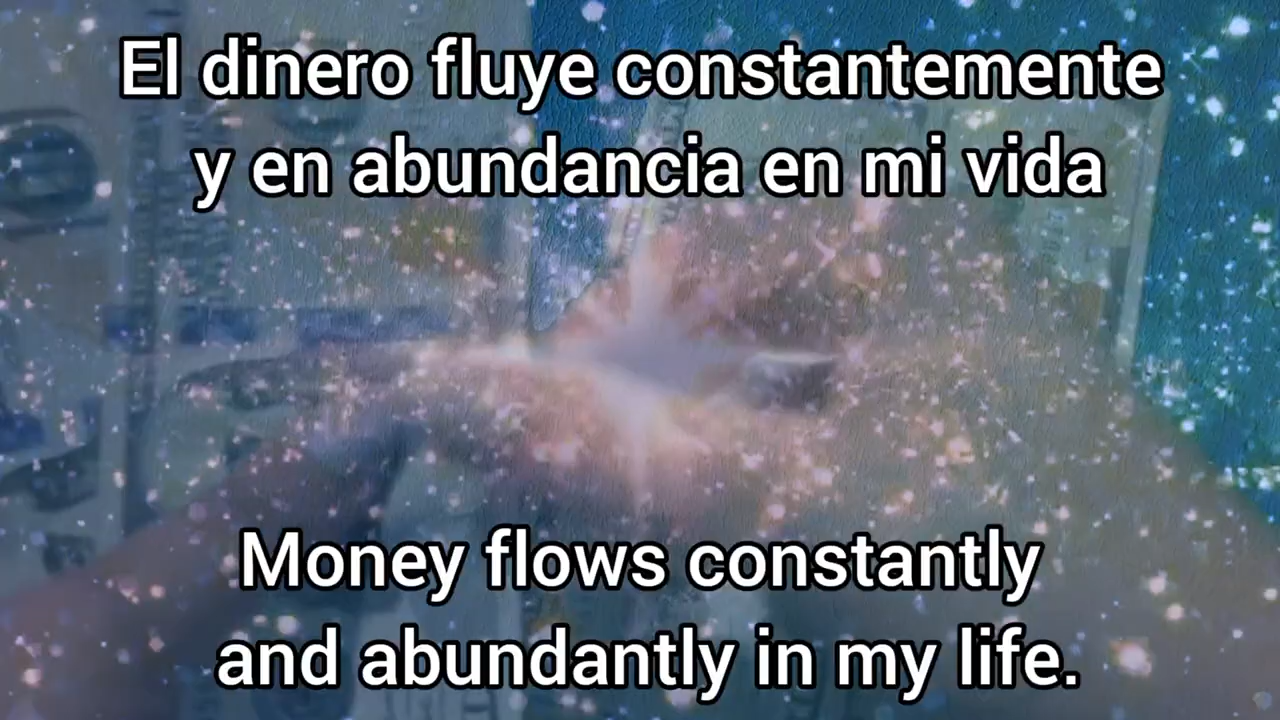 El dinero fluye constantemente
y en abundancia en mi vida
Money flows constantly
and abundantly in my life.